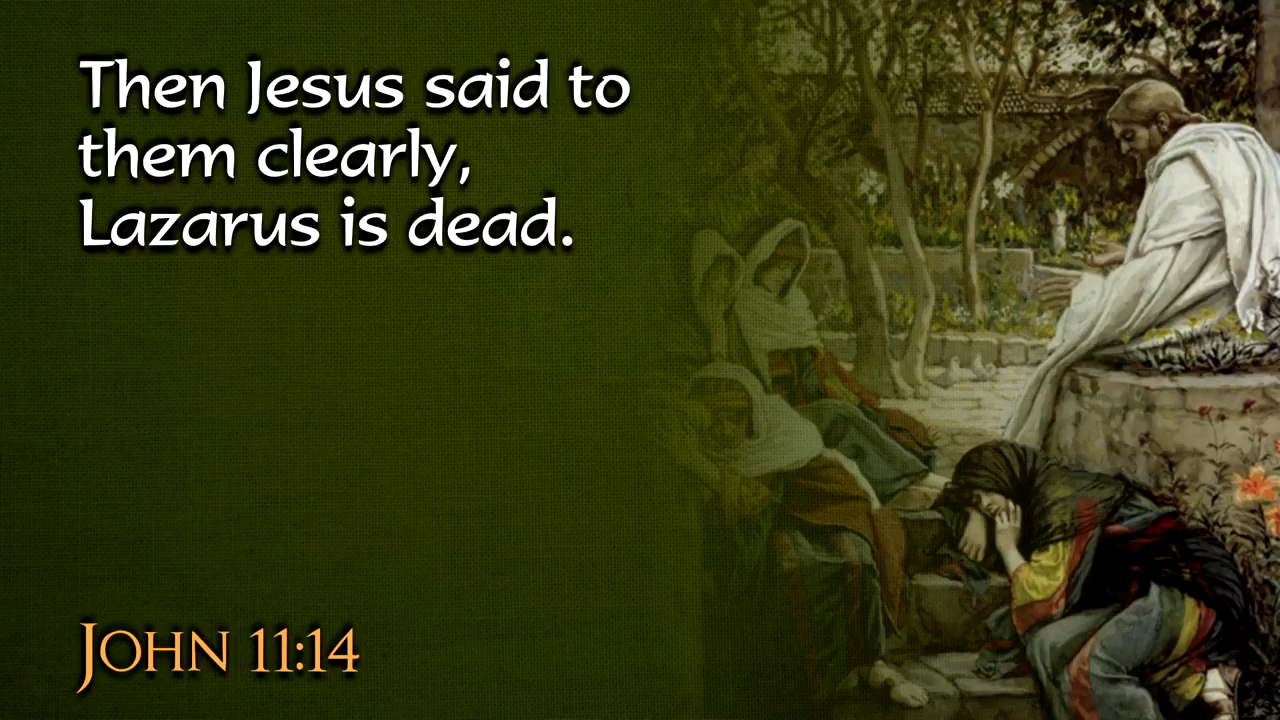 Then Jesus said to
them clearly,
Lazarus is dead.
John 11:14